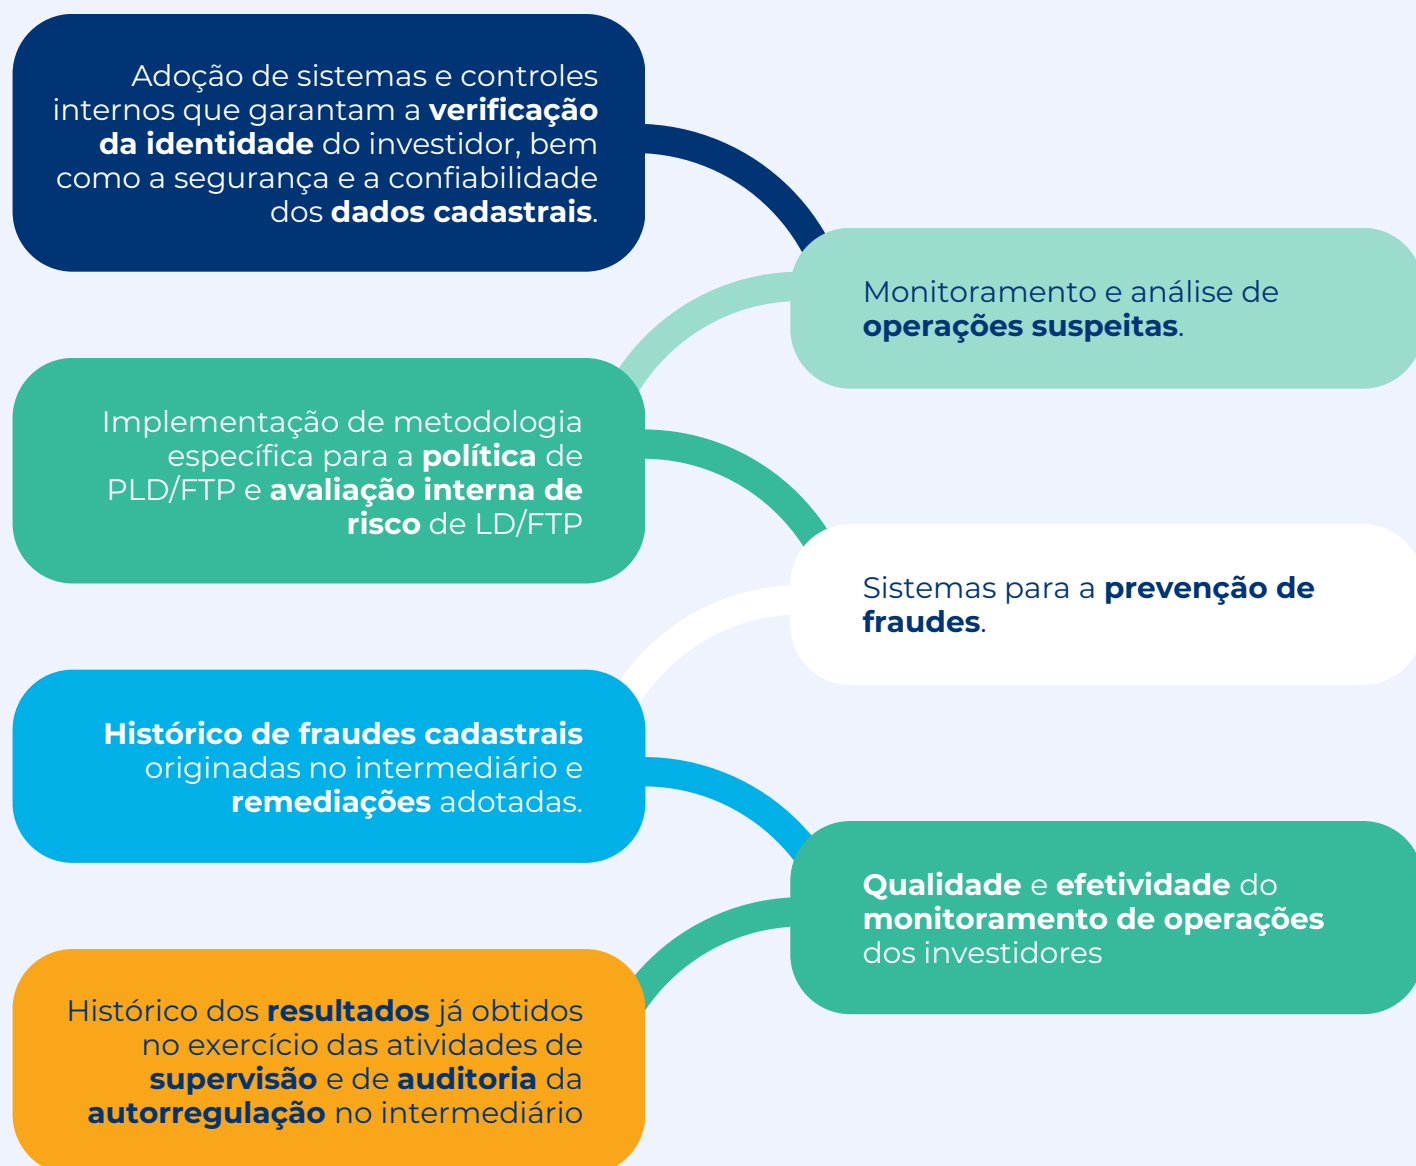 Adoção de sistemas e controles
internos que garantam a verificação
da identidade do investidor, bem
como a segurança e a confiabilidade
dos dados cadastrais.
Monitoramento e análise de
operações suspeitas.
Implementação de metodologia
específica para a política de
PLD/FTP e avaliação interna de
risco de LD/FTP
Sistemas para a prevenção de
fraudes.
Histórico de fraudes cadastrais
originadas no intermediário e
remediações adotadas.
Qualidade e efetividade do
monitoramento de operações
dos investidores
Histórico dos resultados já obtidos
no exercício das atividades de
supervisão e de auditoria da
autorregulação no intermediário